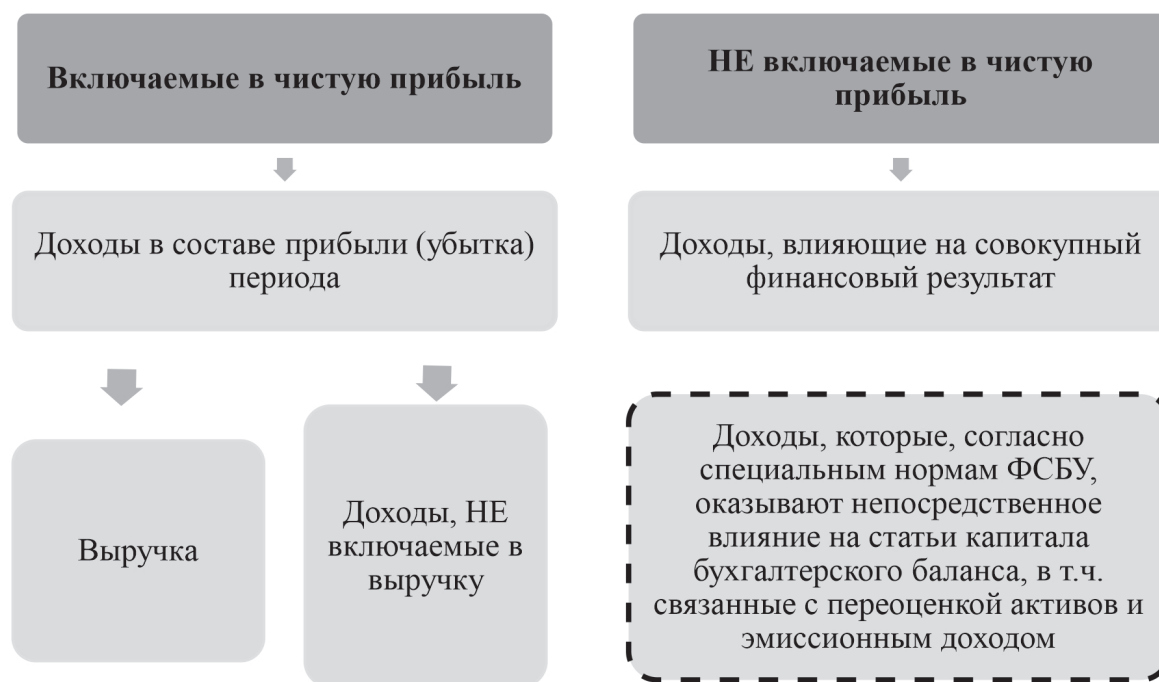 Включаемые в чистую прибыль
НЕ включаемые в чистую
прибыль
Доходы в составе прибыли (убытка)
периода
Доходы, влияющие на совокупный
финансовый результат
Выручка
Доходы, НЕ
включаемые в
выручку
Доходы, которые, согласно
специальным нормам ФСБУ,
оказывают непосредственное
влияние на статьи капитала
бухгалтерского баланса, в т.ч.
связанные с переоценкой активов и
эмиссионным доходом